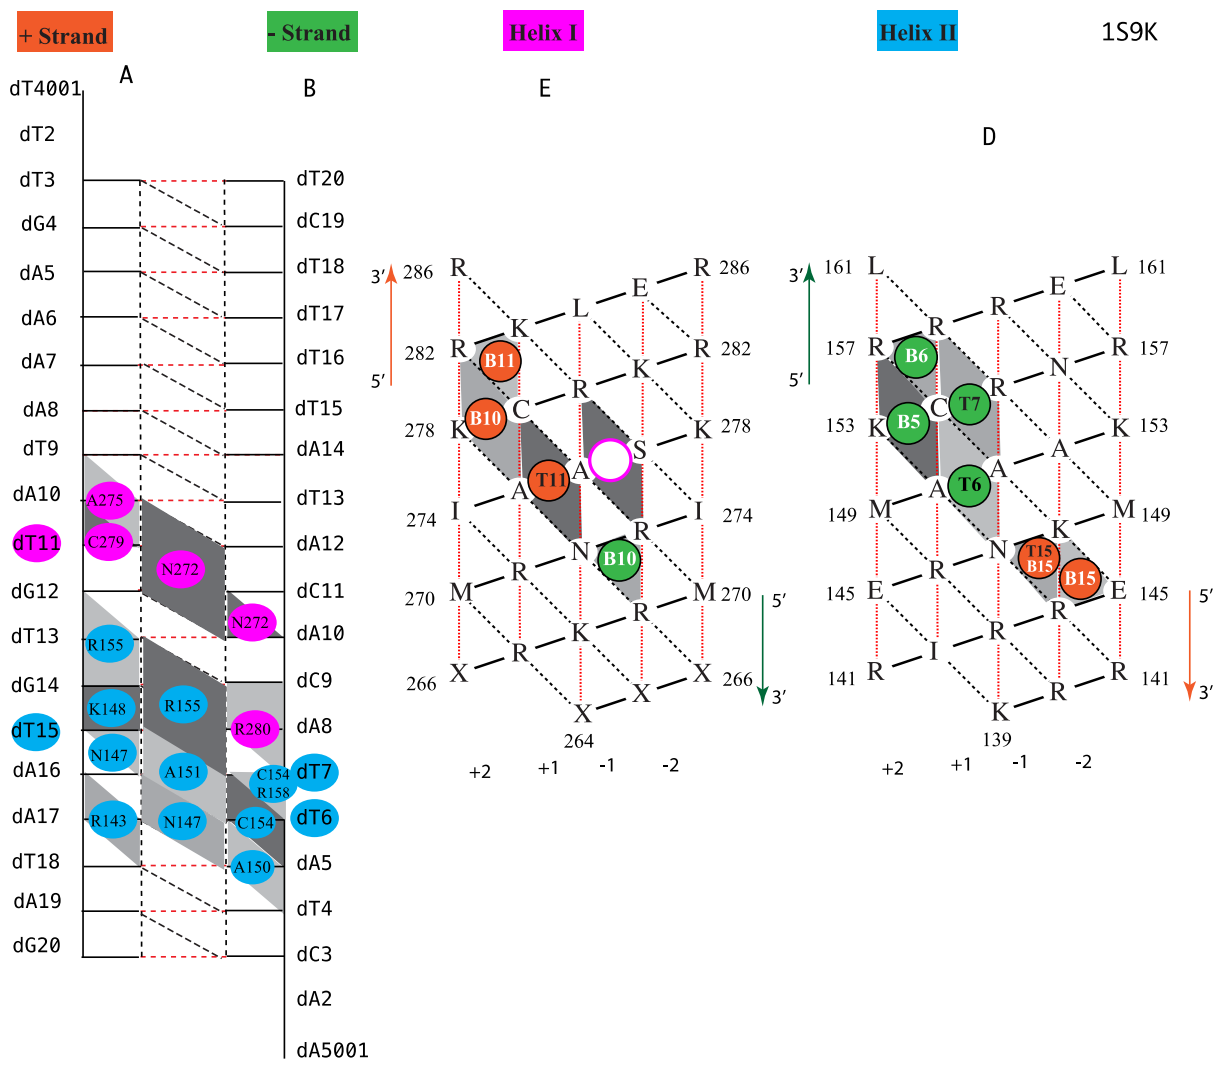 + Strand
- Strand
Helix I
Helix II
1S9K
A
B
E
D
dT4001
dT2
dT3 dT20
dG4 dC19
dA5 dT18
dA6 dT17
dA7 dT16
dA8 dT15
dT9 dA14
dA10 A275 dT13
dT11 C279 dA12
N272
dG12 dC11
N272
dT13 R155 dA10
dG14 K148 R155 dC9
dT15 R280 dA8
N147
dA16 A151 C154 dT7
R158
dA17 R143 N147 C154 dT6
dT18 A150 dA5
dA19 dT4
dG20 dC3
dA2
dA5001
3′ 286 R R 286
E
L
K
5′ 282 R B11 K R 282
R
C
B10
278 K S K 278
A
T11
A
274 I R I 274
N B10
R
270 M M 270 5′
R
K
R
266 X X 266 3′
X
X
264
+2 +1 -1 -2
3′ 161 L L 161
E
R
R
5′ 157 R B6 N R 157
R
T7
C
153 K B5 A K 153
A
T6
A
149 M K M 149
N T15
B15
B15
R
145 E E 145 5′
R
R
I
141 R R 141 3′
R
K
139
+2 +1 -1 -2